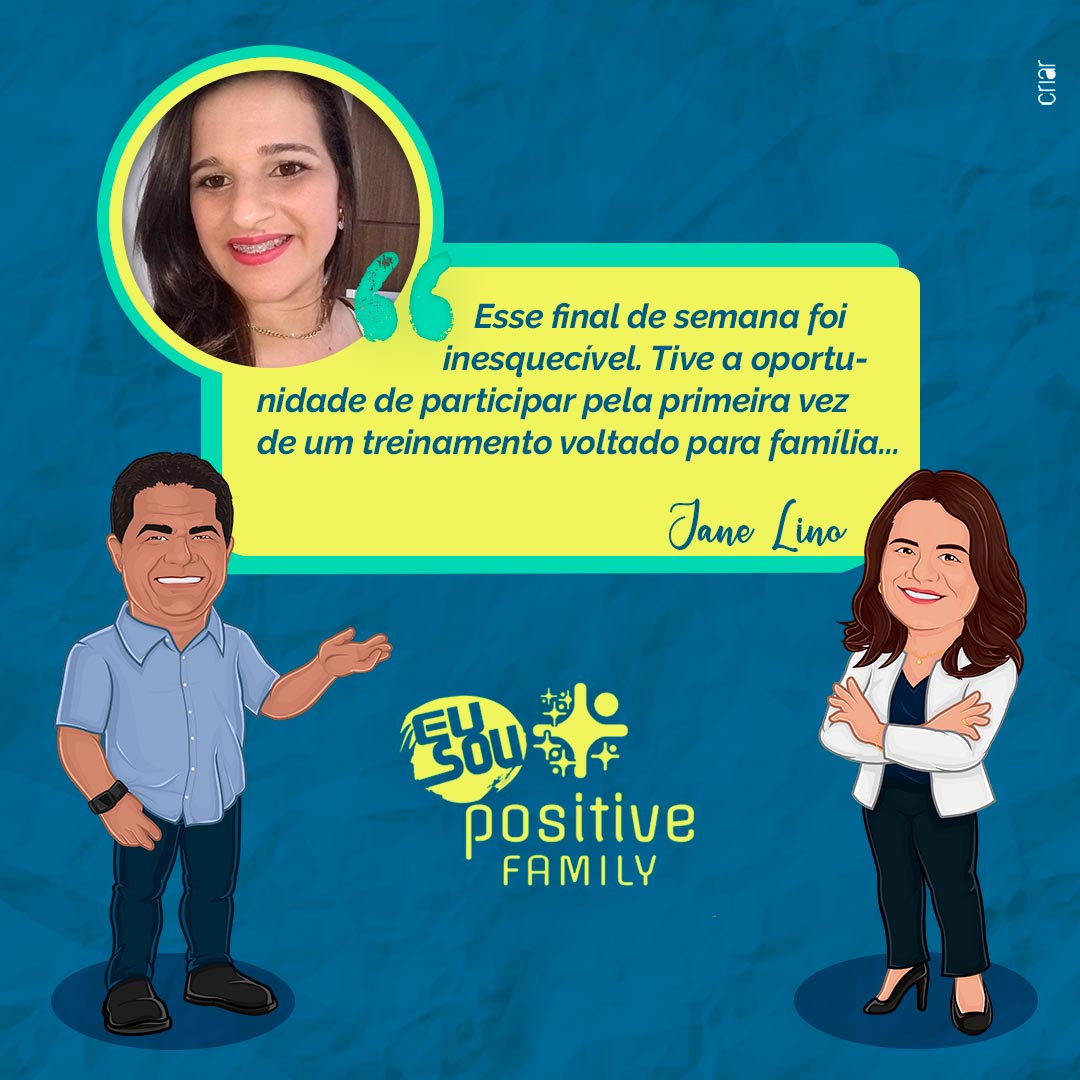 criar
Esse final de semana foi
inesquecível. Tive a oportu-
nidade de participar pela primeira vez
de um treinamento voltado para família...
Jane Lino
EU
SOU
positive
FAMILY